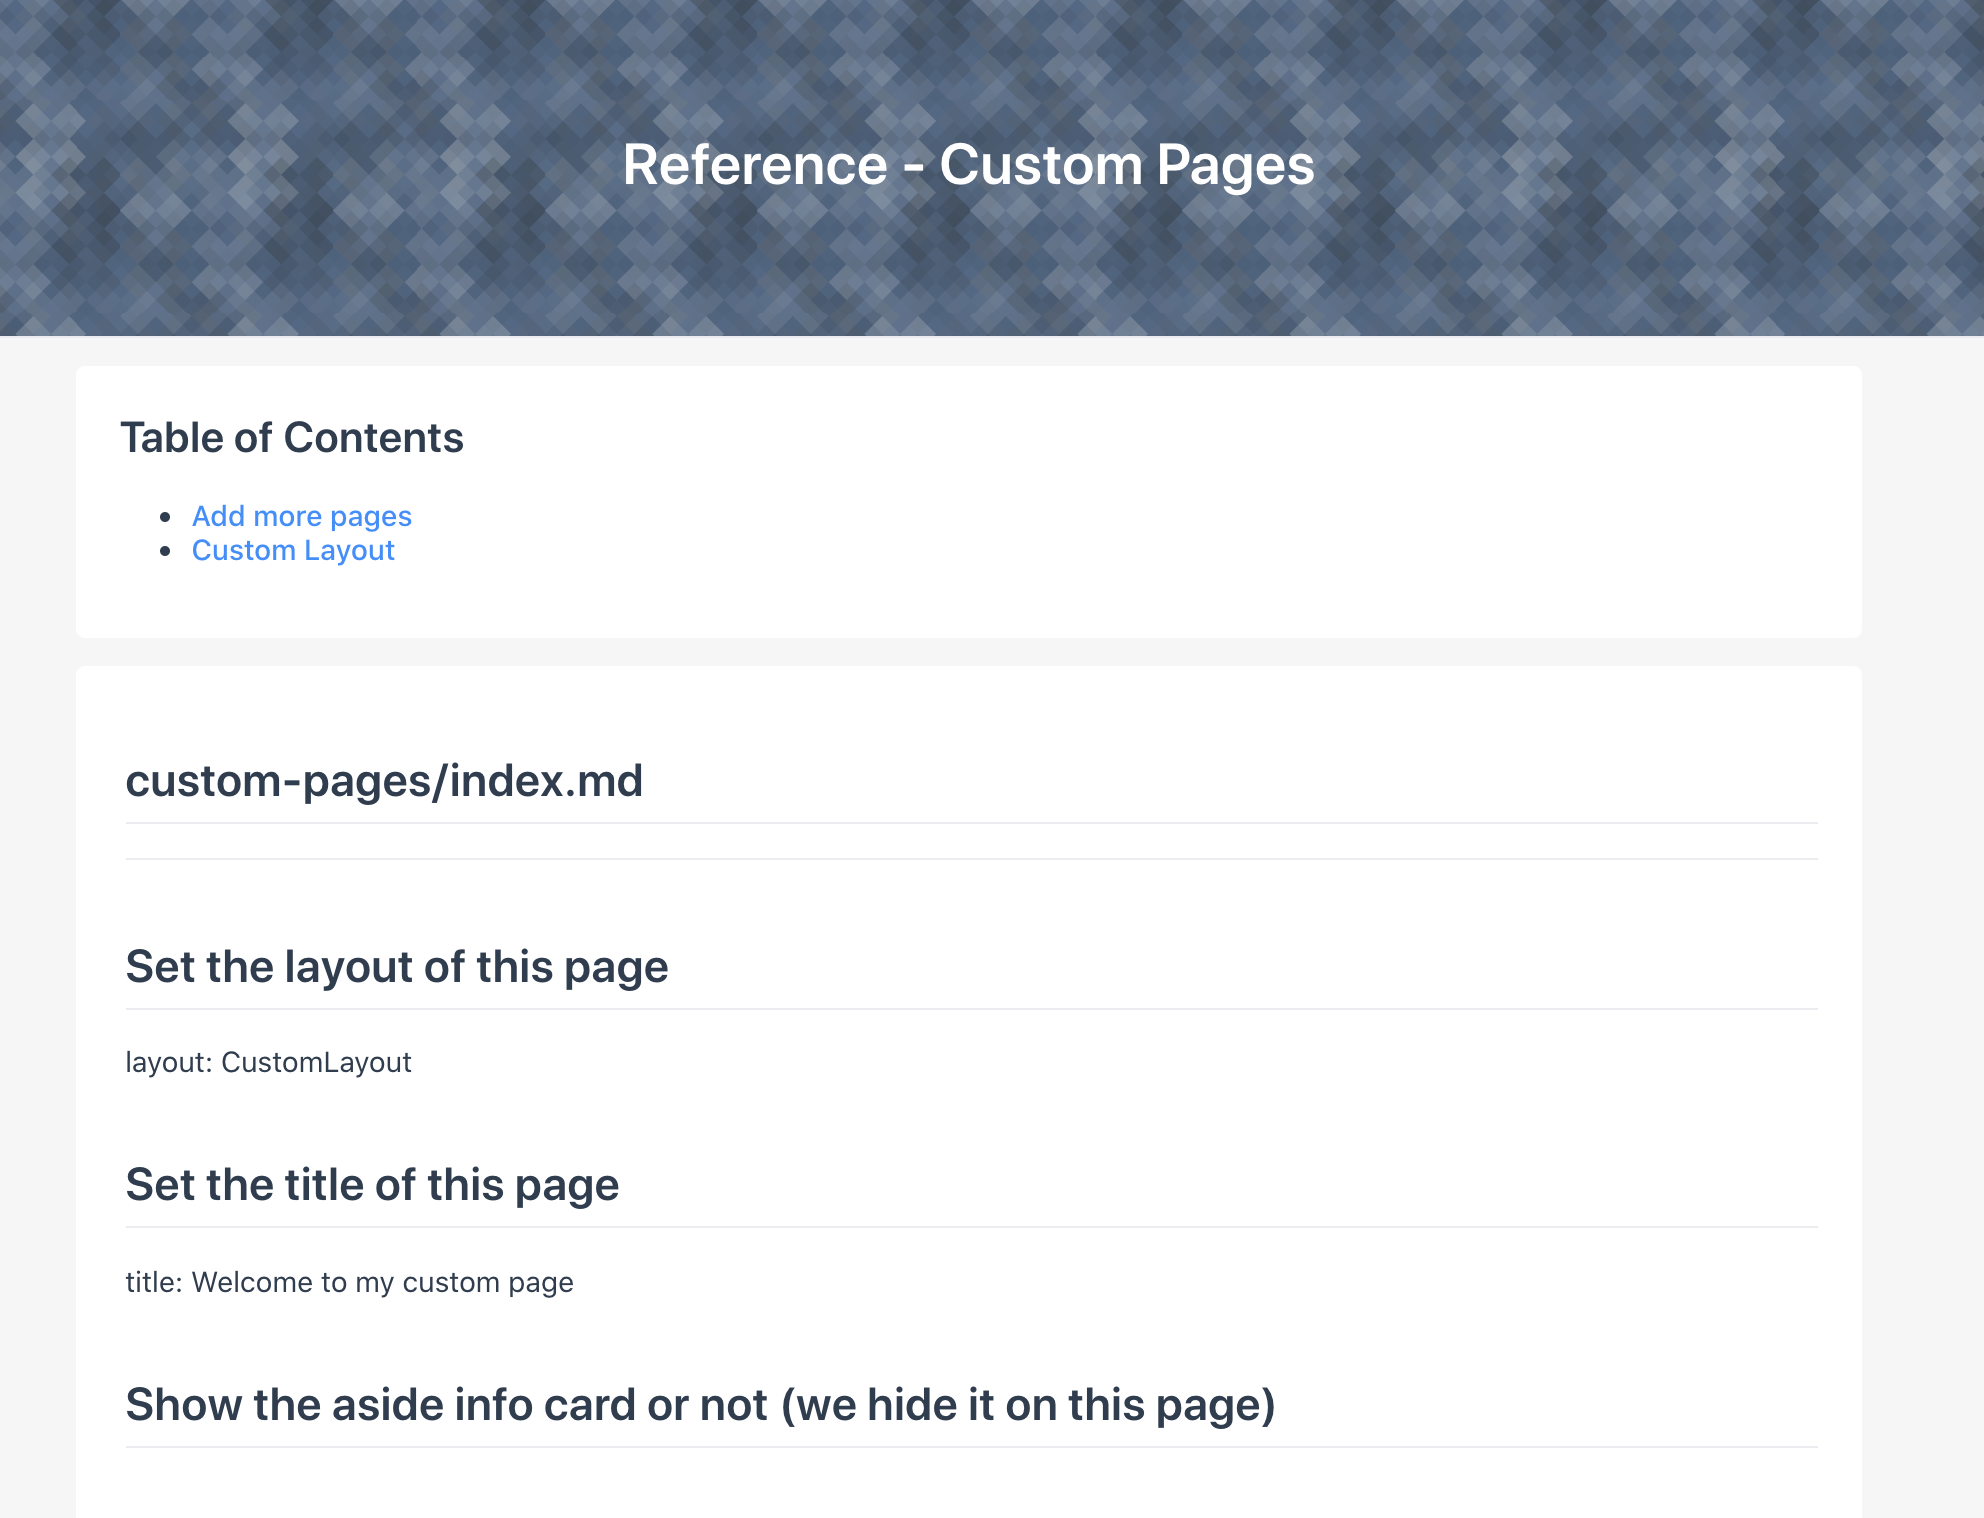 Reference - Custom Pages
Table of Contents
Add more pages
Custom Layout
custom-pages/index.md
Set the layout of this page
layout: CustomLayout
Set the title of this page
title: Welcome to my custom page
Show the aside info card or not (we hide it on this page)